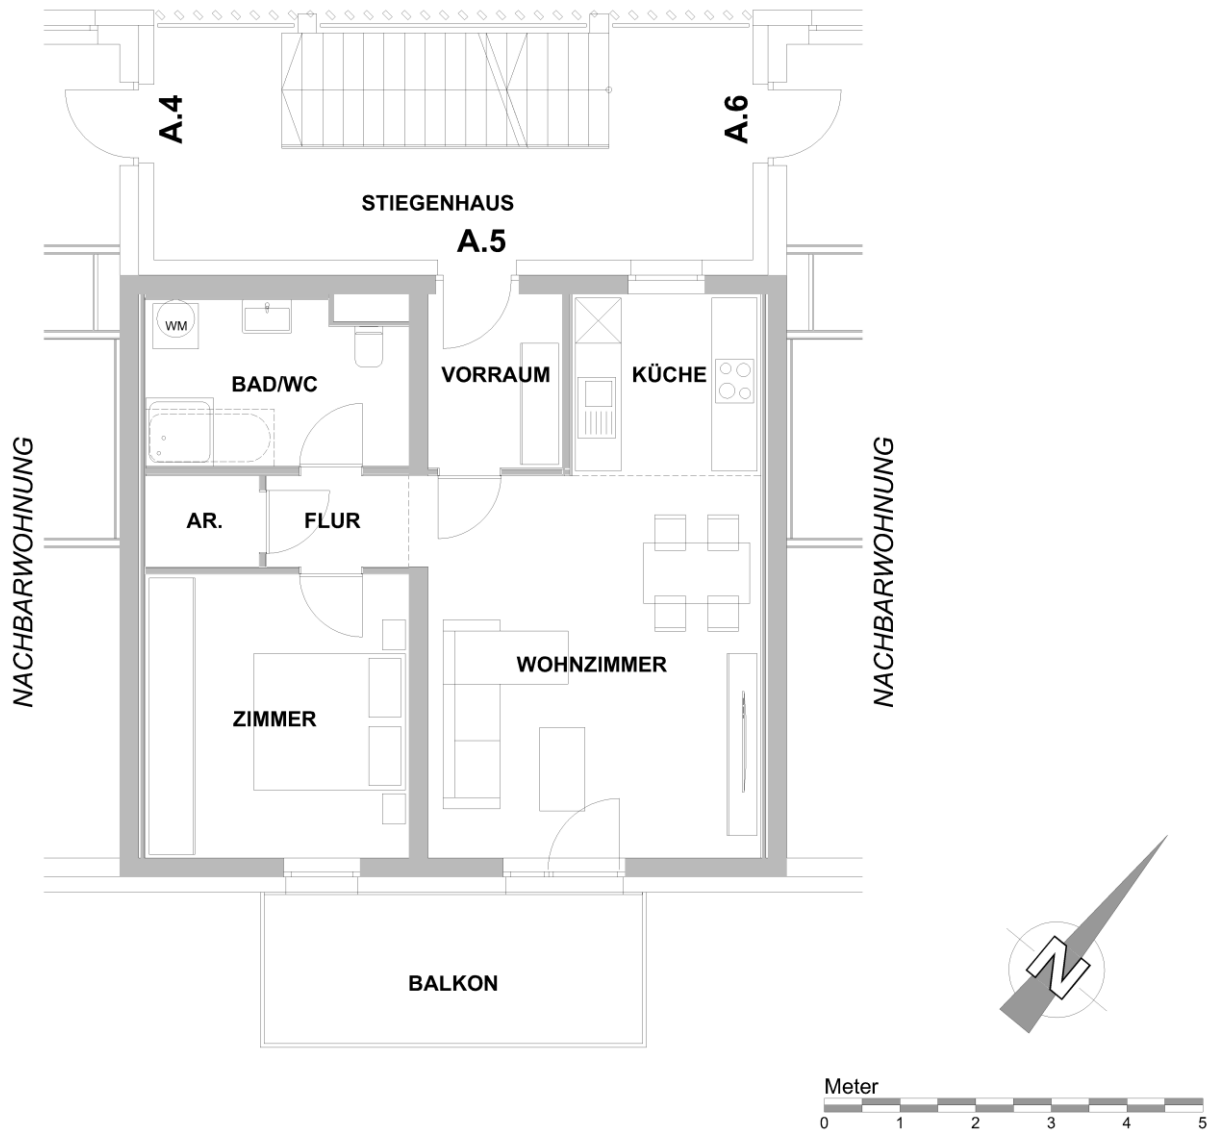 A.4
A.6
STIEGENHAUS
A.5
WM
BAD/WC
VORRAUM
KÜCHE
NACHBARWOHNUNG
NACHBARWOHNUNG
AR.
FLUR
WOHNZIMMER
ZIMMER
BALKON
N
Meter
0 1 2 3 4 5